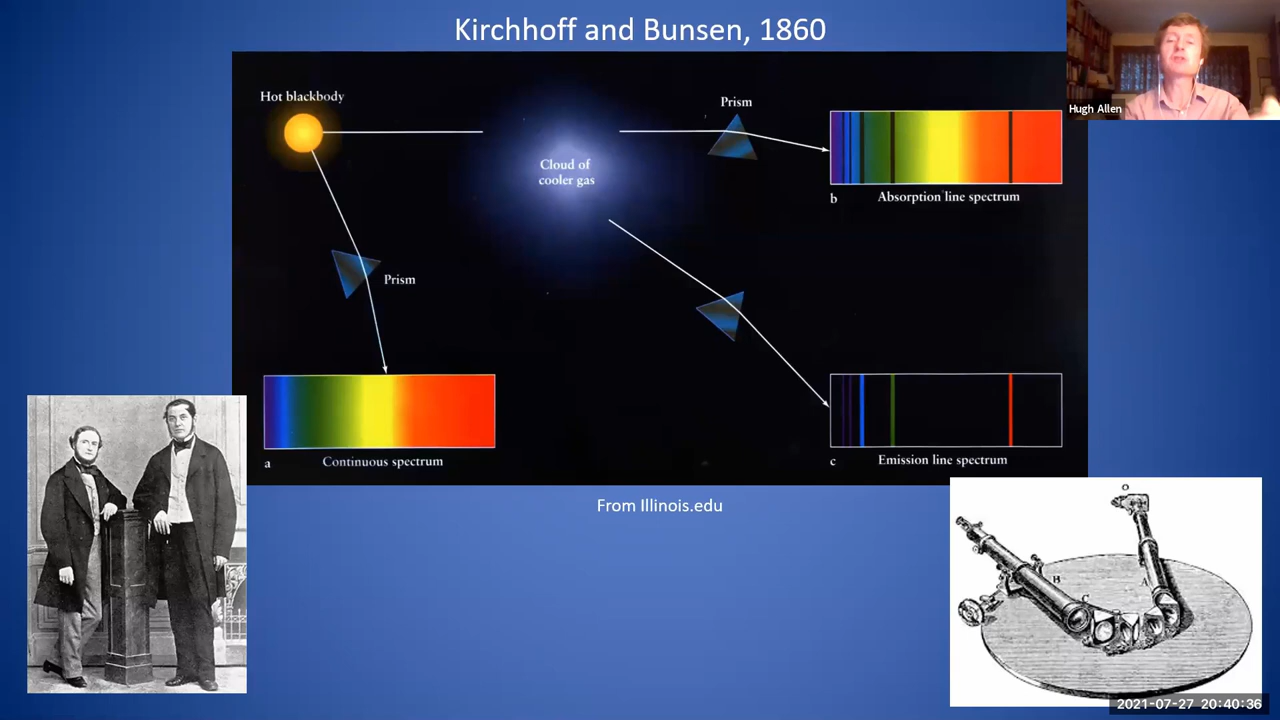 Kirchhoff and Bunsen, 1860
Hugh Allen
Hot blackbody
Prism
Cloud of
cooler gas
b
Absorption line spectrum
Prism
a
Continuous spectrum
c
Emission line spectrum
From Illinois.edu
O
B
A
C
2021-07-27 20:40:36